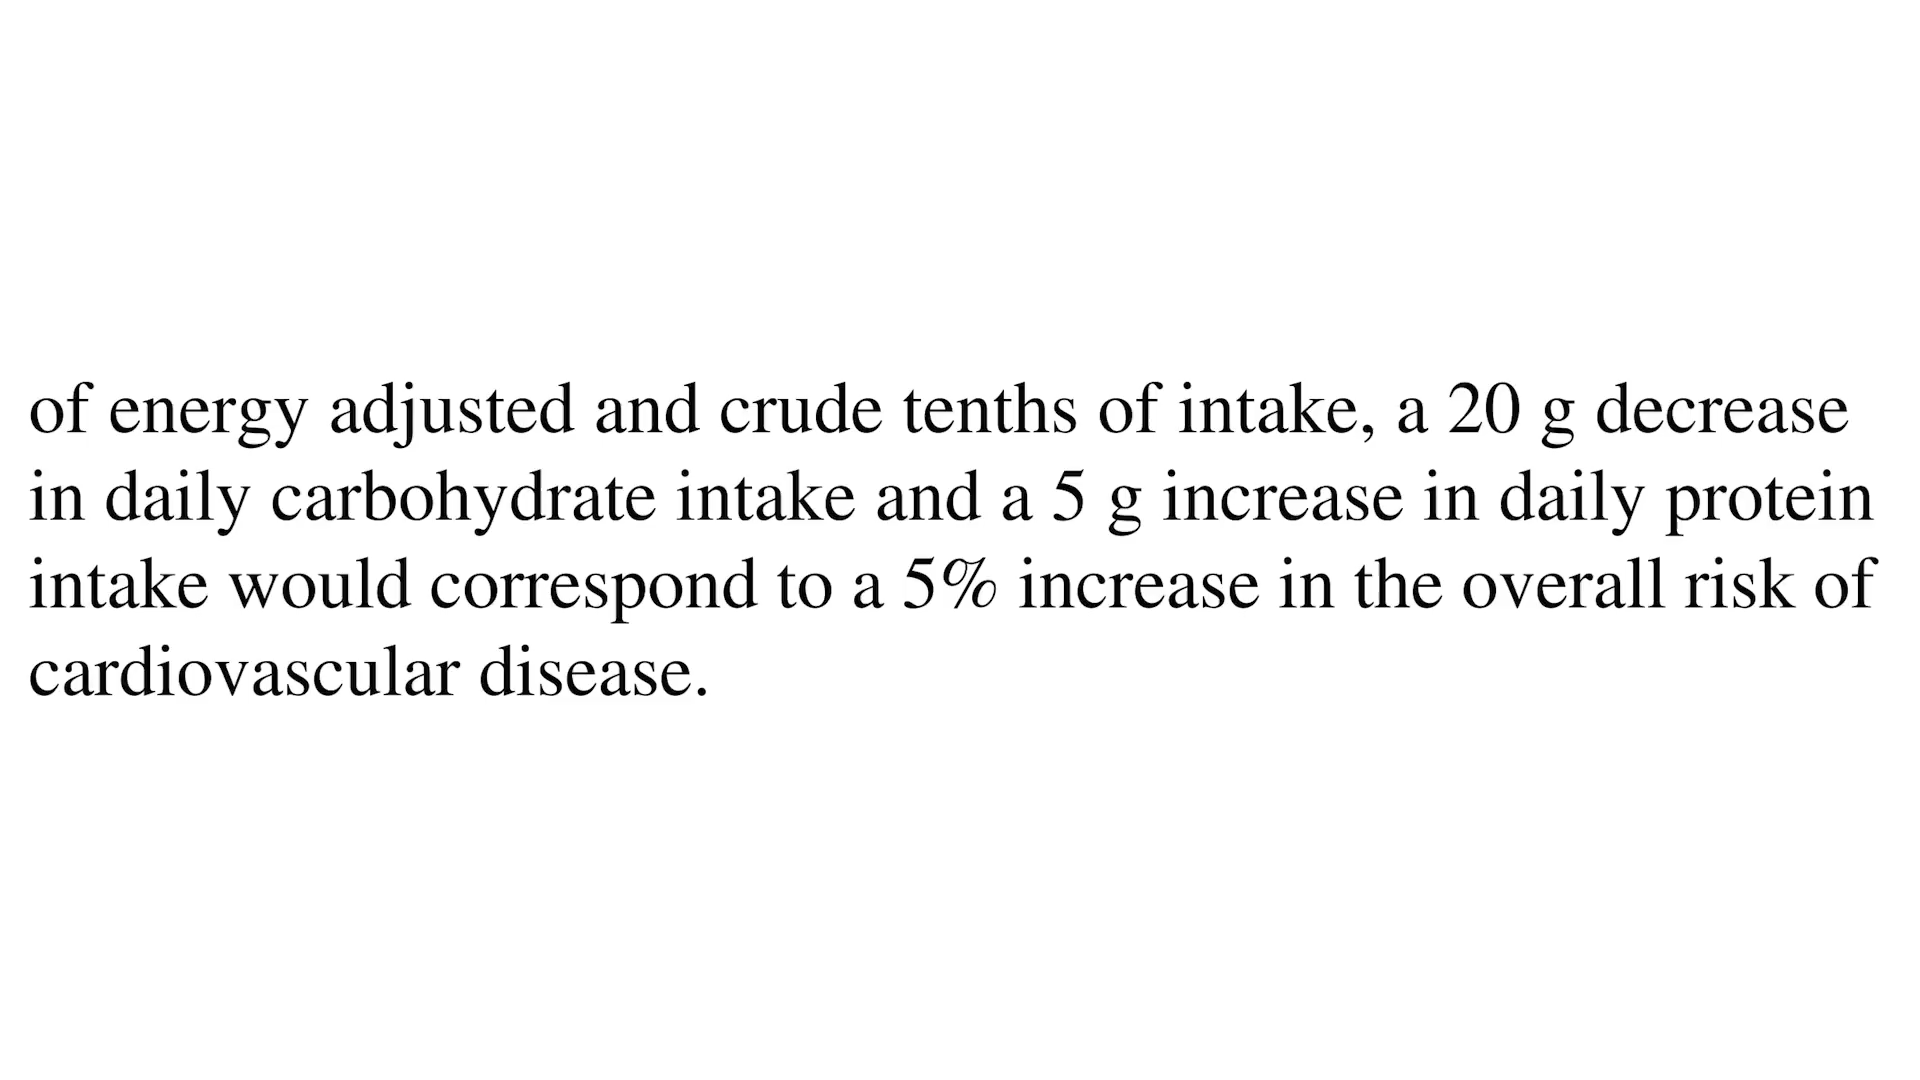 of energy adjusted and crude tenths of intake, a 20 g decrease
in daily carbohydrate intake and a 5 g increase in daily protein
intake would correspond to a 5% increase in the overall risk of
cardiovascular disease.